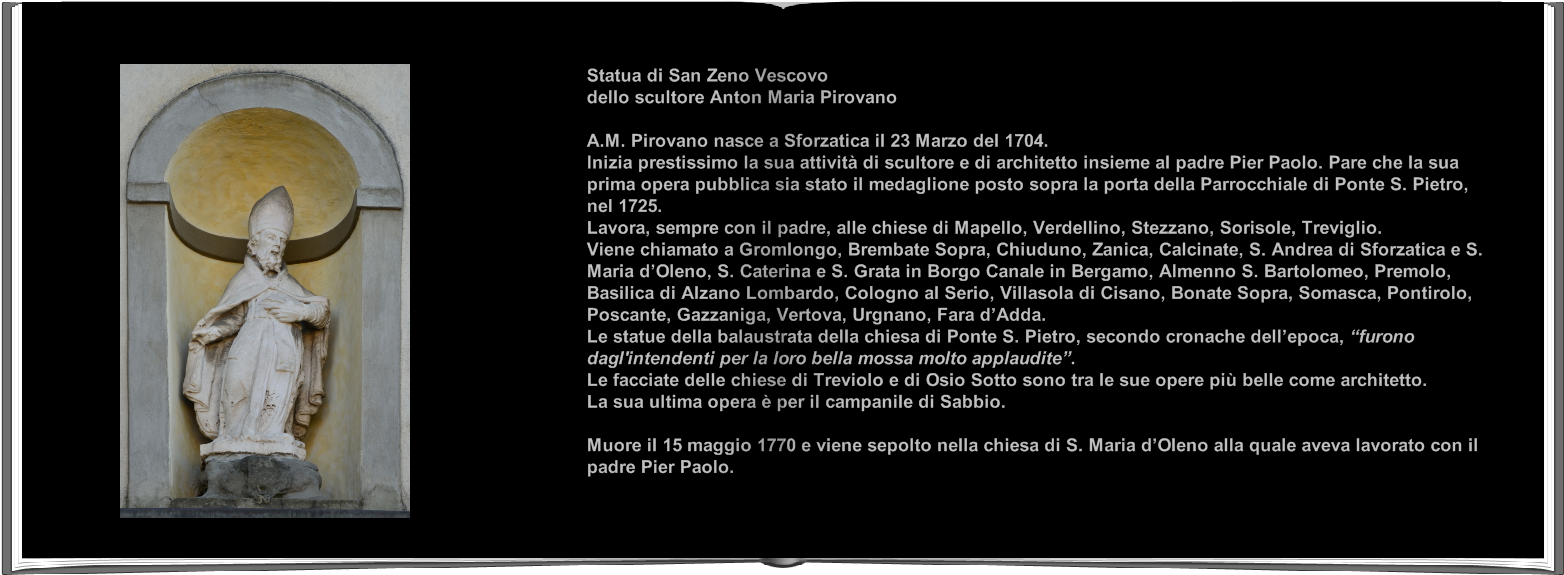 Statua di San Zeno Vescovo
dello scultore Anton Maria Pirovano
A.M. Pirovano nasce a Sforzatica il 23 Marzo del 1704.
Inizia prestissimo la sua attività di scultore e di architetto insieme al padre Pier Paolo. Pare che la sua
prima opera pubblica sia stato il medaglione posto sopra la porta della Parrocchiale di Ponte S. Pietro,
nel 1725.
Lavora, sempre con il padre, alle chiese di Mapello, Verdellino, Stezzano, Sorisole, Treviglio.
Viene chiamato a Gromlongo, Brembate Sopra, Chiuduno, Zanica, Calcinate, S. Andrea di Sforzatica e S.
Maria d’Oleno, S. Caterina e S. Grata in Borgo Canale in Bergamo, Almenno S. Bartolomeo, Premolo,
Basilica di Alzano Lombardo, Cologno al Serio, Villasola di Cisano, Bonate Sopra, Somasca, Pontirolo,
Poscante, Gazzaniga, Vertova, Urgnano, Fara d’Adda.
Le statue della balaustrata della chiesa di Ponte S. Pietro, secondo cronache dell’epoca, “furono
dagl'intendenti per la loro bella mossa molto applaudite”.
Le facciate delle chiese di Treviolo e di Osio Sotto sono tra le sue opere più belle come architetto.
La sua ultima opera è per il campanile di Sabbio.
Muore il 15 maggio 1770 e viene sepolto nella chiesa di S. Maria d’Oleno alla quale aveva lavorato con il
padre Pier Paolo.